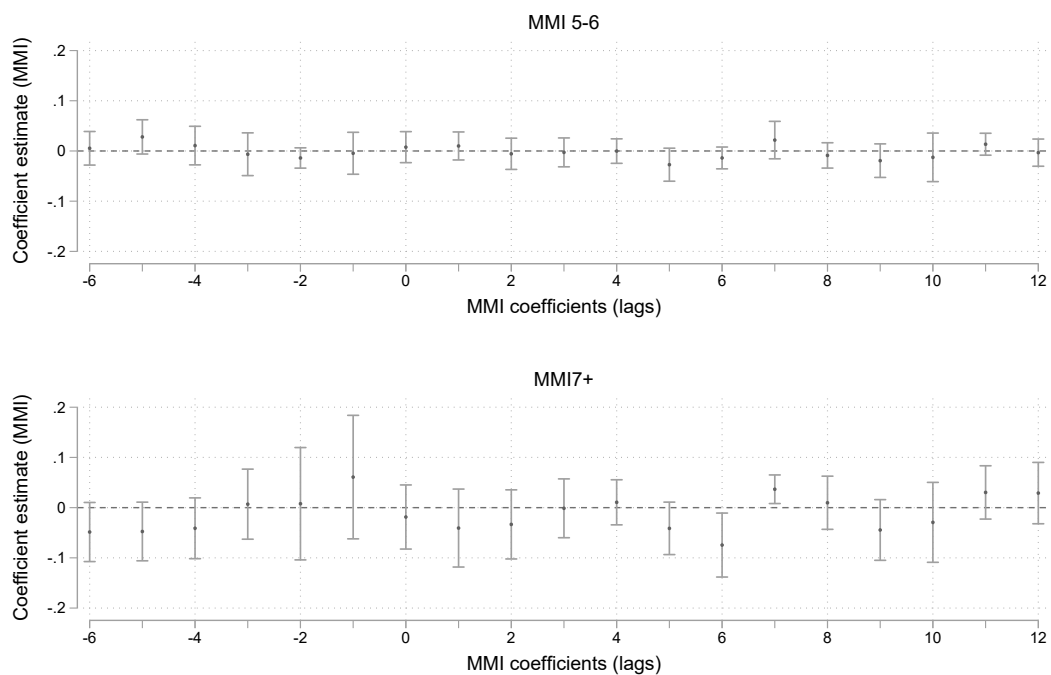 MMI 5-6
Coefficient estimate (MMI)
.2
.1
0
-.1
-.2
-6 -4 -2 0 2 4 6 8 10 12
MMI coefficients (lags)
MMI7+
Coefficient estimate (MMI)
.2
.1
0
-.1
-.2
-6 -4 -2 0 2 4 6 8 10 12
MMI coefficients (lags)